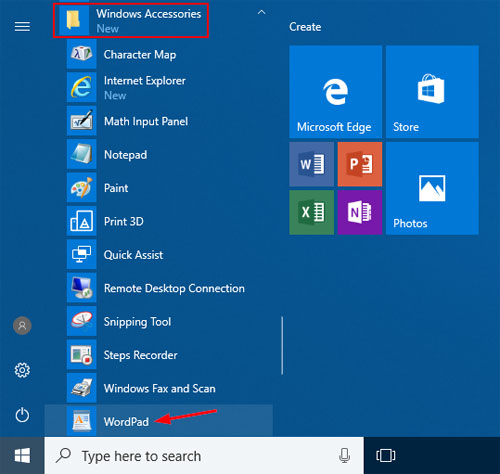 Windows Accessories
New
Character Map
Internet Explorer
New
Math Input Panel
Notepad
Paint
Print 3D
Quick Assist
Remote Desktop Connection
Snipping Tool
Steps Recorder
Windows Fax and Scan
WordPad
Type here to search
Create
Microsoft Edge
Store
Photos